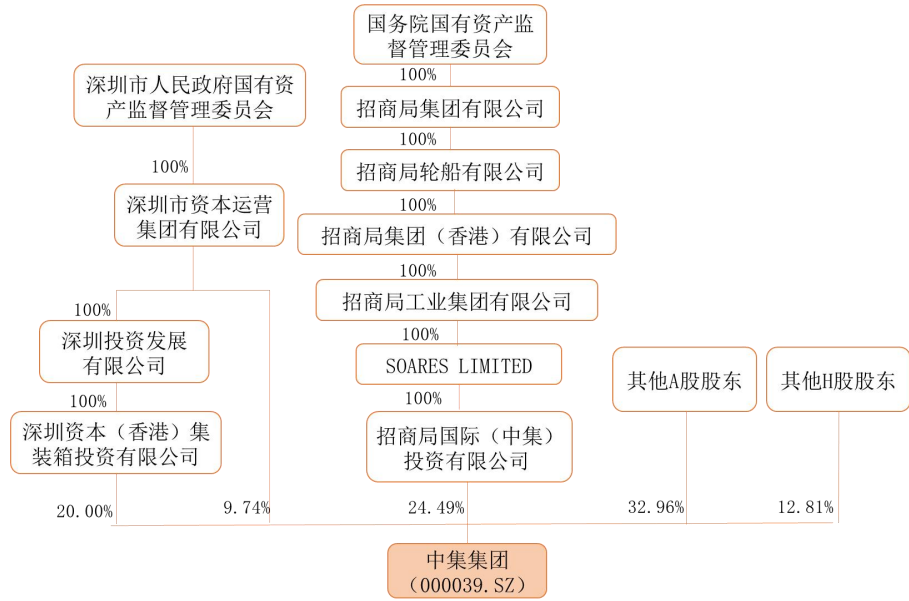 国务院国有资产监
督管理委员会
100%
招商局集团有限公司
100%
招商局轮船有限公司
100%
招商局集团（香港）有限公司
100%
招商局工业集团有限公司
100%
SOARES LIMITED
100%
招商局国际（中集）
投资有限公司
24.49%
深圳市人民政府国有资
产监督管理委员会
100%
深圳市资本运营
集团有限公司
100%
深圳投资发展
有限公司
100%
深圳资本（香港）集
装箱投资有限公司
20.00%
9.74%
其他A股股东
32.96%
其他H股股东
12.81%
中集集团
（000039.SZ）